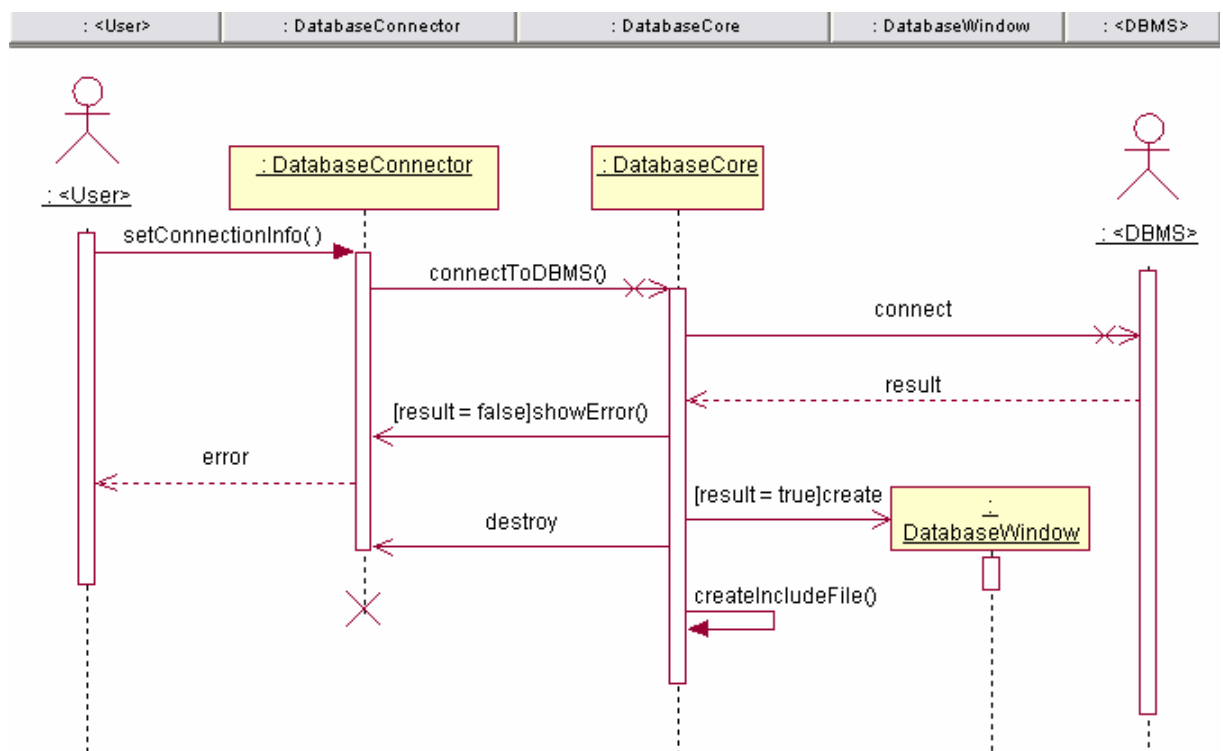 : <User>
: DatabaseConnector
: DatabaseCore
: DatabaseWindow
: <DBMS>
: <User>
: DatabaseConnector
: DatabaseCore
: <DBMS>
setConnectionInfo()
connectToDBMS()
connect
result
[result = false]showError()
error
[result = true]create
:
DatabaseWindow
destroy
createIncludeFile()